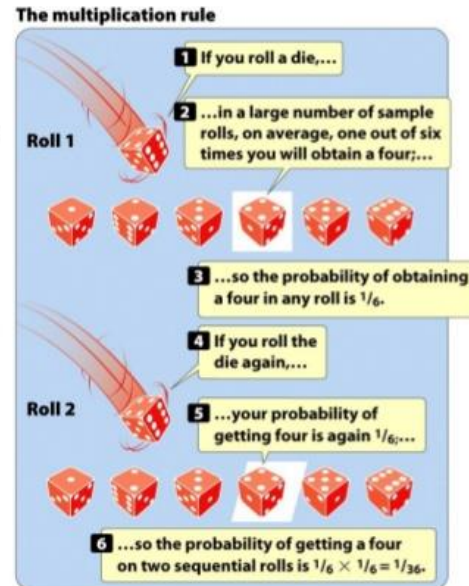 The multiplication rule
1 If you roll a die,...
2 ...in a large number of sample
rolls, on average, one out of six
times you will obtain a four;...
Roll 1
3 ...so the probability of obtaining
a four in any roll is 1/6.
4 If you roll the
die again,...
Roll 2
5 ...your probability of
getting four is again 1/6;...
6 ...so the probability of getting a four
on two sequential rolls is 1/6 × 1/6 = 1/36.